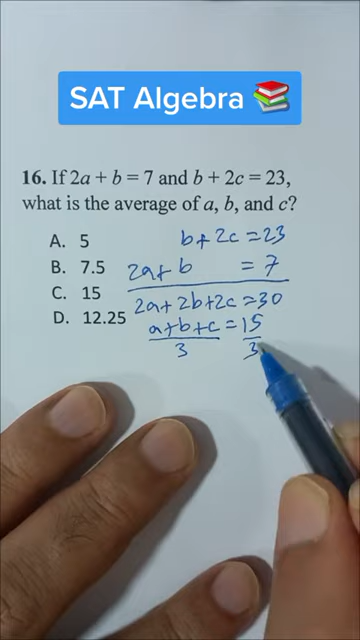 SAT Algebra 📚
16. If 2a + b = 7 and b + 2c = 23,
what is the average of a, b, and c?
A. 5
B. 7.5
C. 15
D. 12.25
b + 2c = 23
2a + b = 7
2a + 2b + 2c = 30
a + b + c = 15
3 3